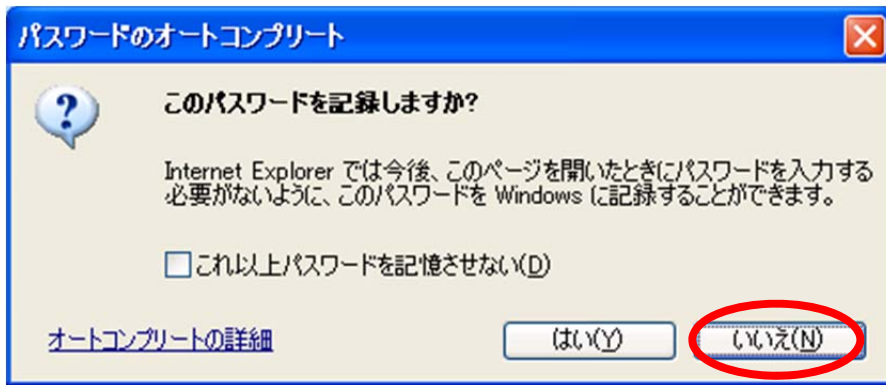 パスワードのオートコンプリート
このパスワードを記録しますか?
Internet Explorer では今後、このページを開いたときにパスワードを入力する
必要がないように、このパスワードを Windows に記録することができます。
これ以上パスワードを記憶させない(D)
オートコンプリートの詳細
はい(Y)
いいえ(N)